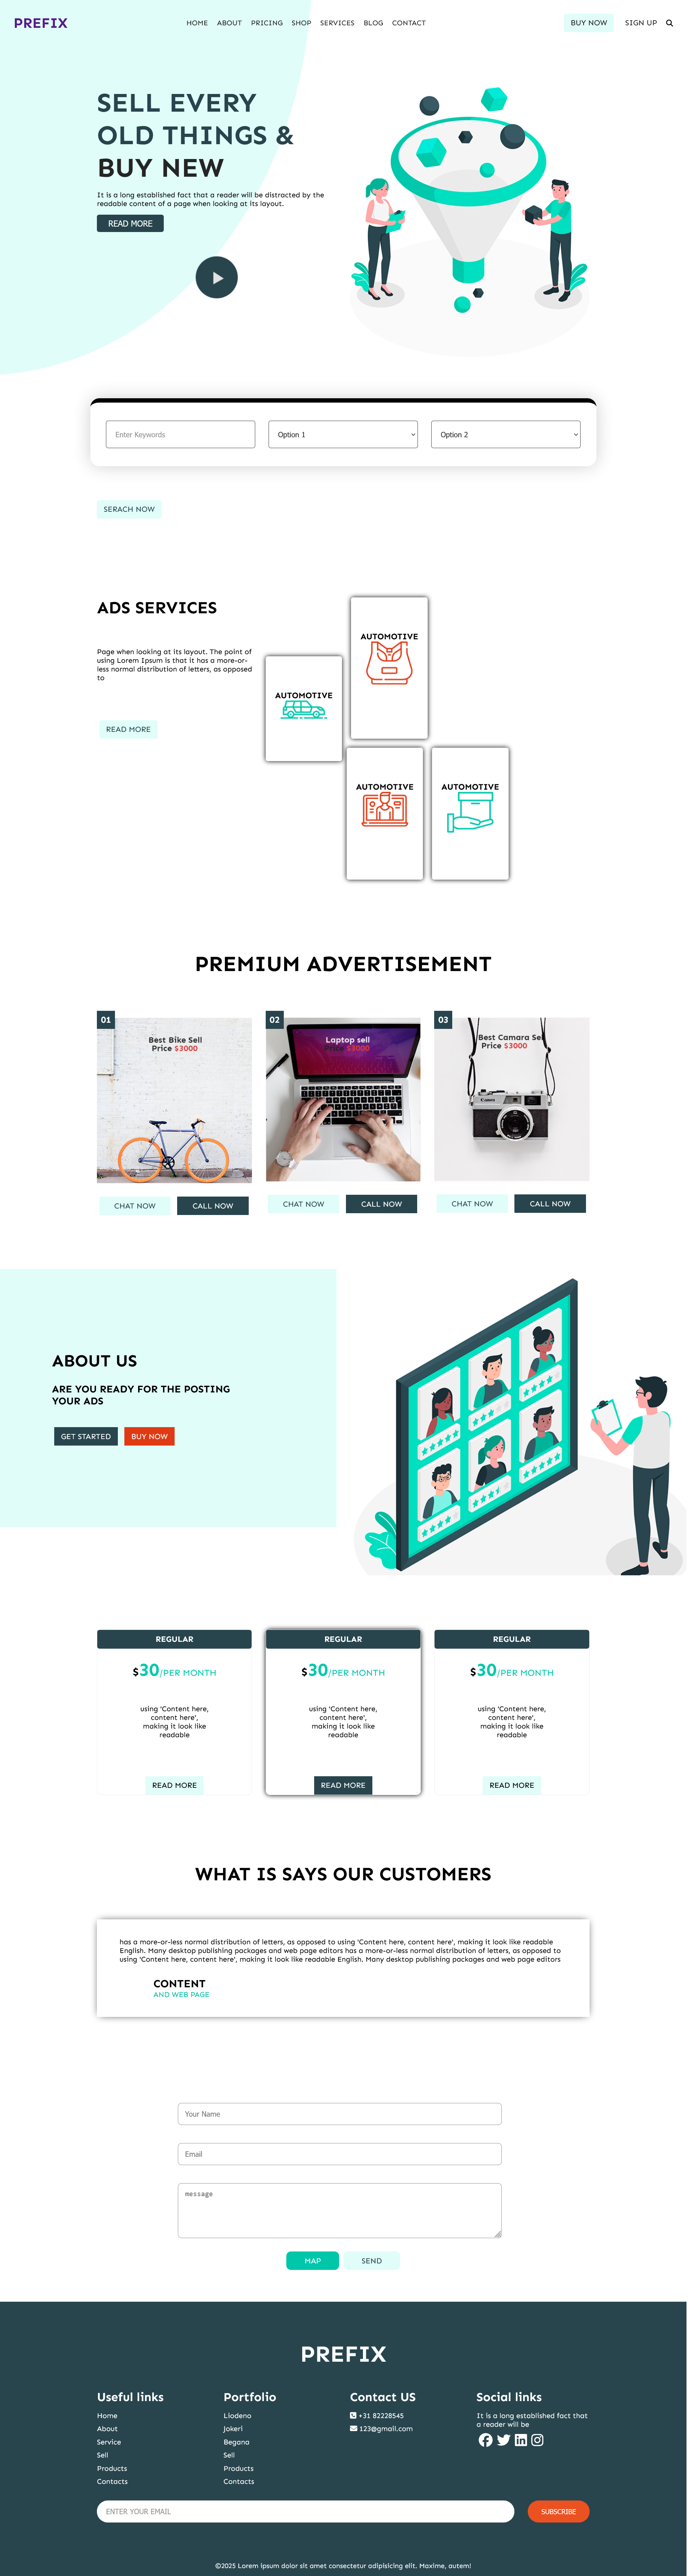 PREFIX
HOME ABOUT PRICING SHOP SERVICES BLOG CONTACT
BUY NOW SIGN UP
SELL EVERY
OLD THINGS &
BUY NEW
It is a long established fact that a reader will be distracted by the
readable content of a page when looking at its layout.
READ MORE
Enter Keywords
Option 1
Option 2
SERACH NOW
ADS SERVICES
Page when looking at its layout. The point of
using Lorem Ipsum is that it has a more-or-
less normal distribution of letters, as opposed
to
READ MORE
AUTOMOTIVE
AUTOMOTIVE
AUTOMOTIVE
AUTOMOTIVE
PREMIUM ADVERTISEMENT
01
Best Bike Sell
Price $3000
CHAT NOW
CALL NOW
02
Laptop sell
Price $3000
CHAT NOW
CALL NOW
03
Best Camara Sell
Price $3000
Canon
CHAT NOW
CALL NOW
ABOUT US
ARE YOU READY FOR THE POSTING
YOUR ADS
GET STARTED
BUY NOW
REGULAR
$30/PER MONTH
using 'Content here,
content here',
making it look like
readable
READ MORE
REGULAR
$30/PER MONTH
using 'Content here,
content here',
making it look like
readable
READ MORE
REGULAR
$30/PER MONTH
using 'Content here,
content here',
making it look like
readable
READ MORE
WHAT IS SAYS OUR CUSTOMERS
has a more-or-less normal distribution of letters, as opposed to using 'Content here, content here', making it look like readable
English. Many desktop publishing packages and web page editors has a more-or-less normal distribution of letters, as opposed to
using 'Content here, content here', making it look like readable English. Many desktop publishing packages and web page editors
CONTENT
AND WEB PAGE
Your Name
Email
message
MAP
SEND
PREFIX
Useful links
Home
About
Service
Sell
Products
Contacts
Portfolio
Liodeno
Jokeri
Begana
Sell
Products
Contacts
Contact US
+31 82228545
123@gmail.com
Social links
It is a long established fact that
a reader will be
ENTER YOUR EMAIL
SUBSCRIBE
©2025 Lorem ipsum dolor sit amet consectetur adipisicing elit. Maxime, autem!